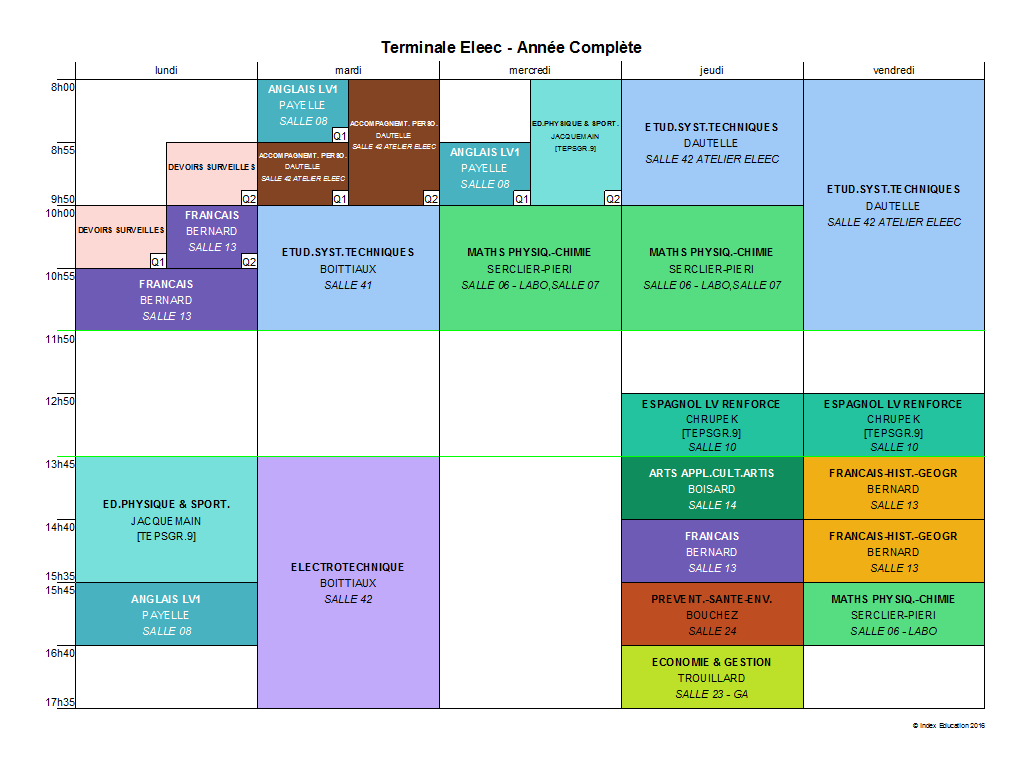 Terminale Eleec - Année Complète
lundi
mardi
mercredi
jeudi
vendredi
8h00
8h55
9h50
10h00
10h55
11h50
12h50
13h45
14h40
15h35
15h45
16h40
17h35
DEVOIRS SURVEILLES
Q2
DEVOIRS SURVEILLES
Q1
FRANCAIS
BERNARD
SALLE 13
Q2
FRANCAIS
BERNARD
SALLE 13
ED.PHYSIQUE & SPORT.
JACQUEMAIN
[TEPSGR.9]
ANGLAIS LV1
PAYELLE
SALLE 08
ANGLAIS LV1
PAYELLE
SALLE 08
Q1
ACCOMPAGNEMT. PERSO.
DAUTELLE
SALLE 42 ATELIER ELEEC
Q1
ACCOMPAGNEMT. PERSO.
DAUTELLE
SALLE 42 ATELIER ELEEC
Q2
ETUD.SYST.TECHNIQUES
BOITTIAUX
SALLE 41
ELECTROTECHNIQUE
BOITTIAUX
SALLE 42
ANGLAIS LV1
PAYELLE
SALLE 08
Q1
ED.PHYSIQUE & SPORT.
JACQUEMAIN
[TEPSGR.9]
Q2
MATHS PHYSIQ.-CHIMIE
SERCLIER-PIERI
SALLE 06 - LABO,SALLE 07
ETUD.SYST.TECHNIQUES
DAUTELLE
SALLE 42 ATELIER ELEEC
MATHS PHYSIQ.-CHIMIE
SERCLIER-PIERI
SALLE 06 - LABO,SALLE 07
ESPAGNOL LV RENFORCE
CHRUPEK
[TEPSGR.9]
SALLE 10
ARTS APPL.CULT.ARTIS
BOISARD
SALLE 14
FRANCAIS
BERNARD
SALLE 13
PREVENT.-SANTE-ENV.
BOUCHEZ
SALLE 24
ECONOMIE & GESTION
TROUILLARD
SALLE 23 - GA
ETUD.SYST.TECHNIQUES
DAUTELLE
SALLE 42 ATELIER ELEEC
ESPAGNOL LV RENFORCE
CHRUPEK
[TEPSGR.9]
SALLE 10
FRANCAIS-HIST.-GEOGR
BERNARD
SALLE 13
FRANCAIS-HIST.-GEOGR
BERNARD
SALLE 13
MATHS PHYSIQ.-CHIMIE
SERCLIER-PIERI
SALLE 06 - LABO
© Index Education 2016